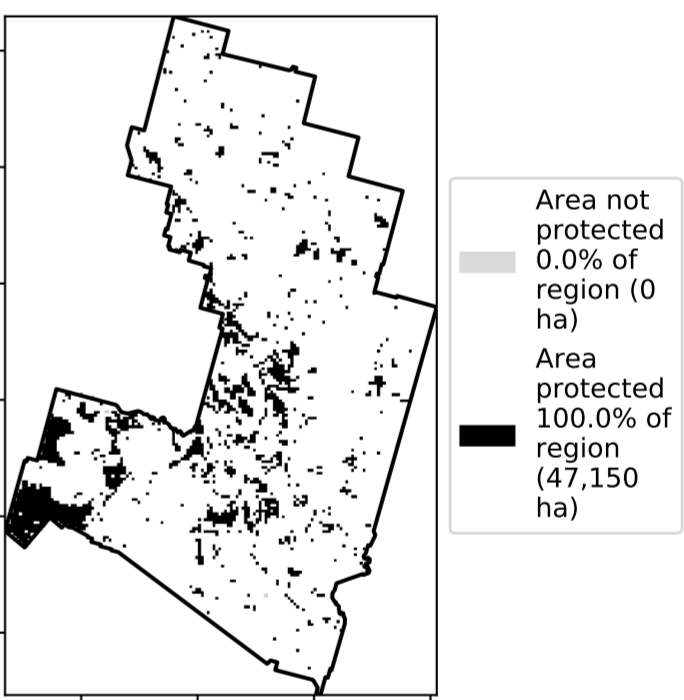 Area not
protected
0.0% of
region (0
ha)
Area
protected
100.0% of
region
(47,150
ha)